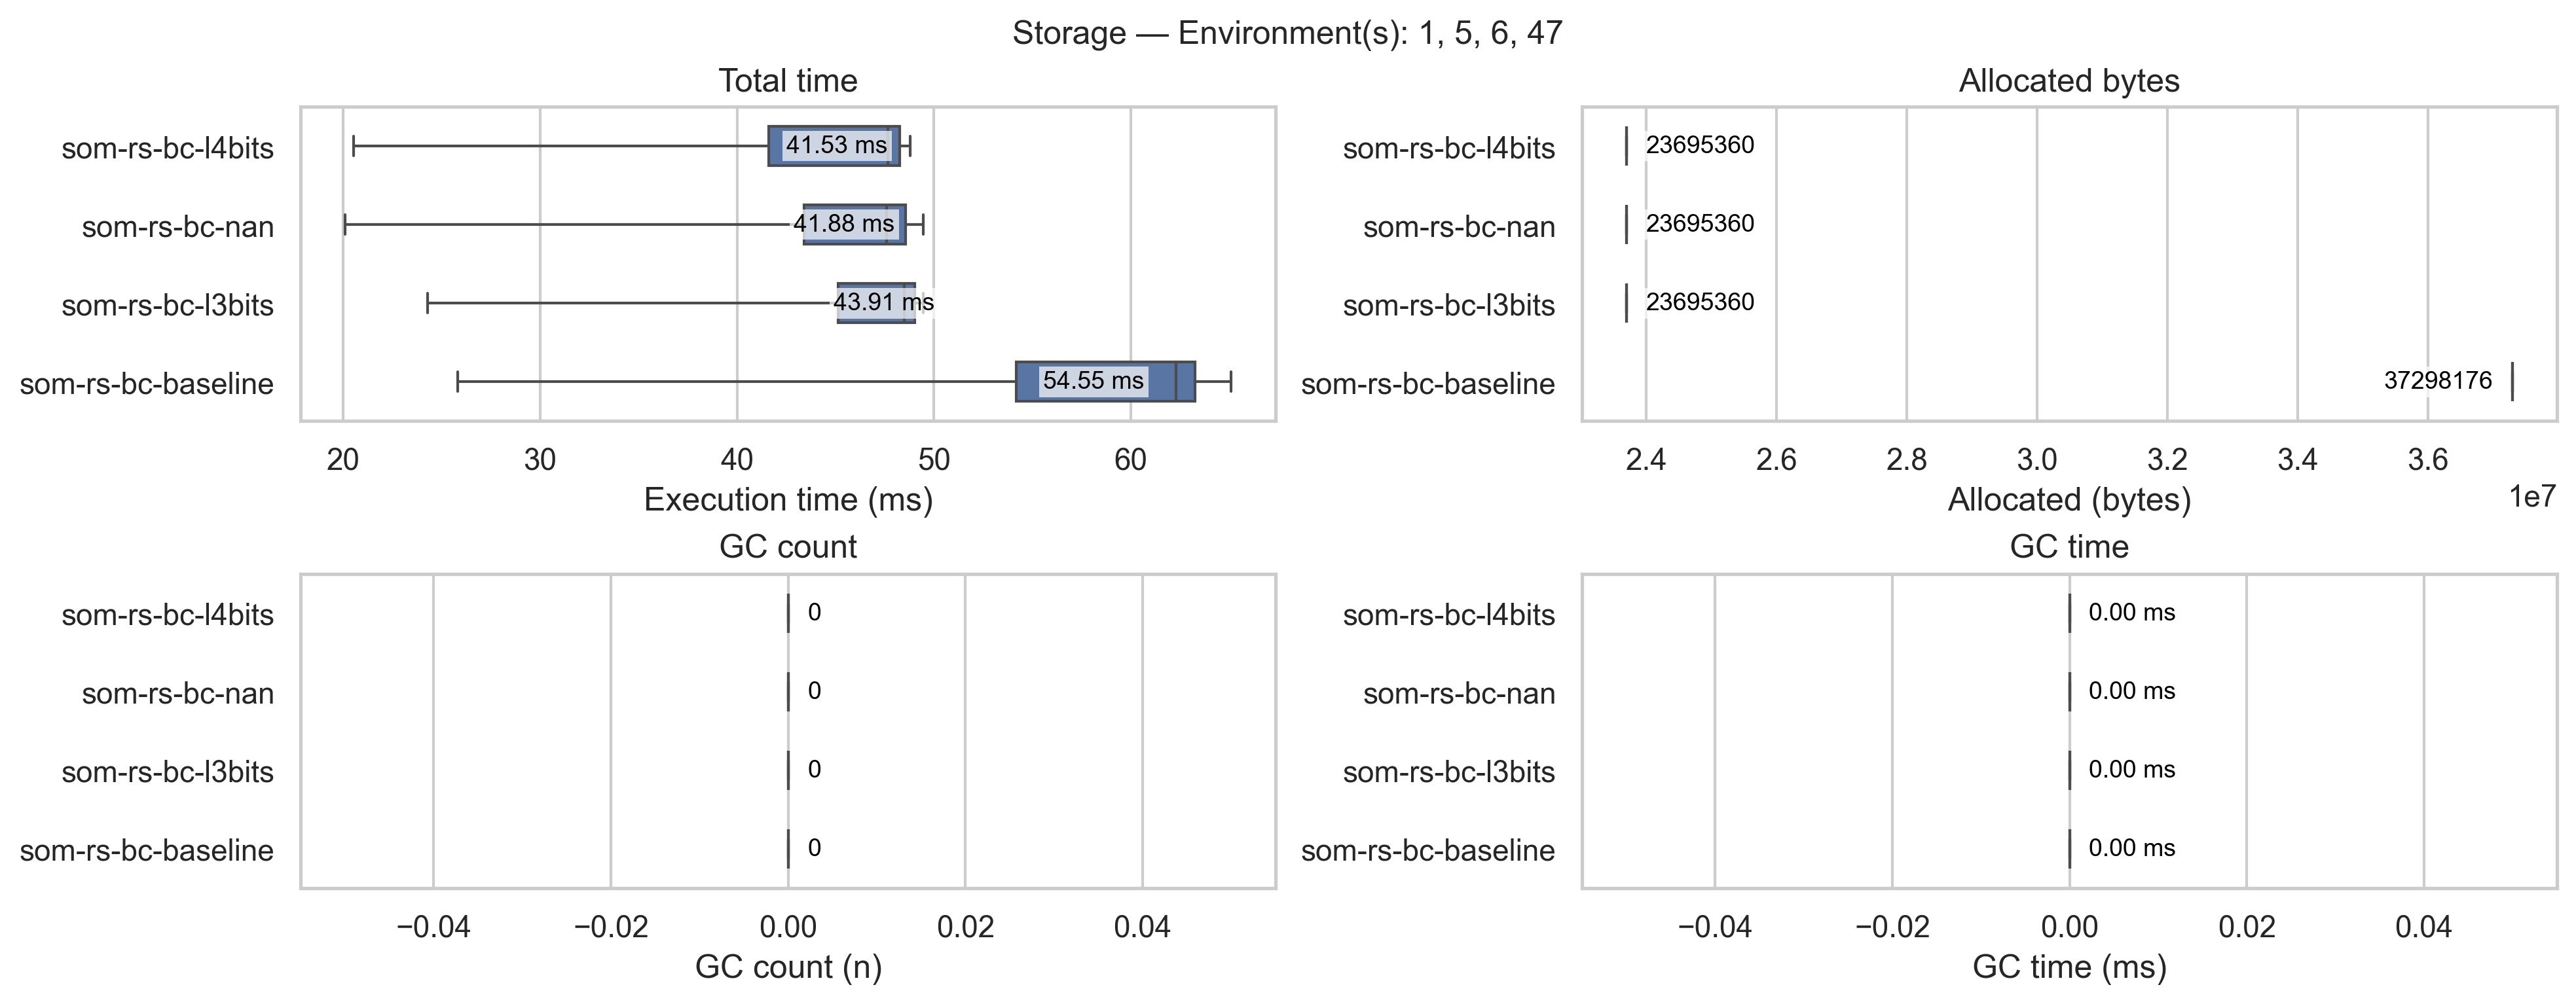 Storage — Environment(s): 1, 5, 6, 47
Total time
som-rs-bc-l4bits
41.53 ms
som-rs-bc-nan
41.88 ms
som-rs-bc-l3bits
43.91 ms
som-rs-bc-baseline
54.55 ms
20 30 40 50 60
Execution time (ms)
Allocated bytes
som-rs-bc-l4bits
23695360
som-rs-bc-nan
23695360
som-rs-bc-l3bits
23695360
som-rs-bc-baseline
37298176
2.4 2.6 2.8 3.0 3.2 3.4 3.6
1e7
Allocated (bytes)
GC count
som-rs-bc-l4bits
0
som-rs-bc-nan
0
som-rs-bc-l3bits
0
som-rs-bc-baseline
0
−0.04 −0.02 0.00 0.02 0.04
GC count (n)
GC time
som-rs-bc-l4bits
0.00 ms
som-rs-bc-nan
0.00 ms
som-rs-bc-l3bits
0.00 ms
som-rs-bc-baseline
0.00 ms
−0.04 −0.02 0.00 0.02 0.04
GC time (ms)